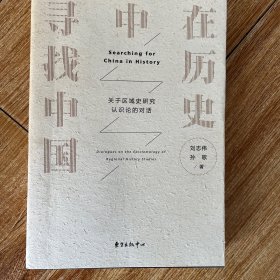 在历史
中
寻找中国
Searching for
China in History
关于区域史研究
认识论的对话
Dialogues on the Epistemology of
Regional History Studies
刘志伟
孙歌
著
东方出版中心